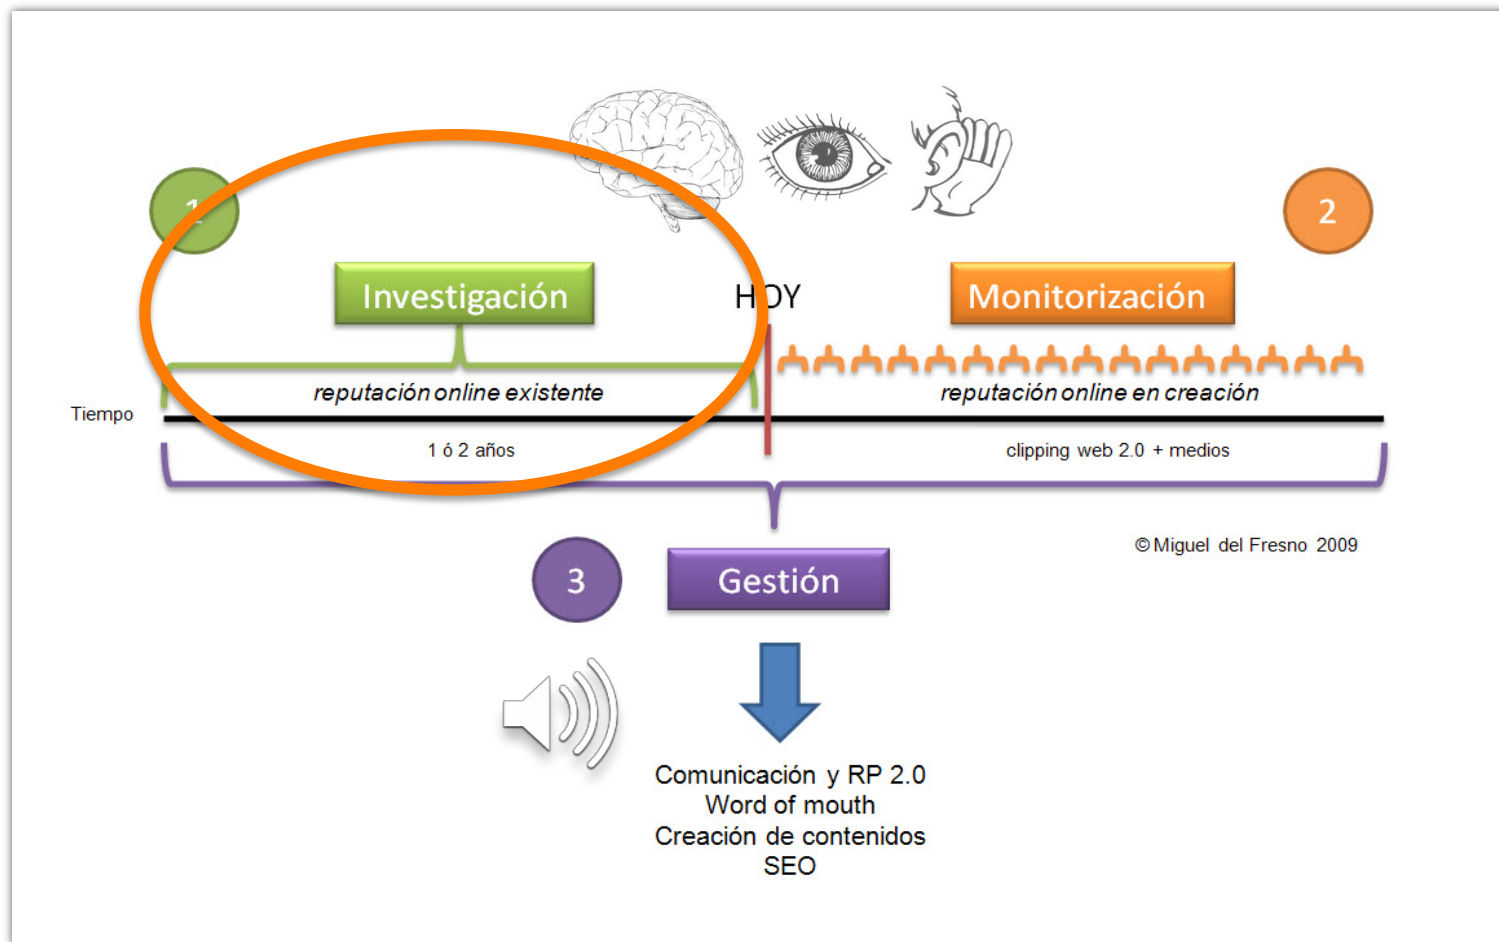 1
2
Investigación
HOY
Monitorización
reputación online existente
reputación online en creación
Tiempo
1 ó 2 años
clipping web 2.0 + medios
© Miguel del Fresno 2009
3
Gestión
Comunicación y RP 2.0
Word of mouth
Creación de contenidos
SEO